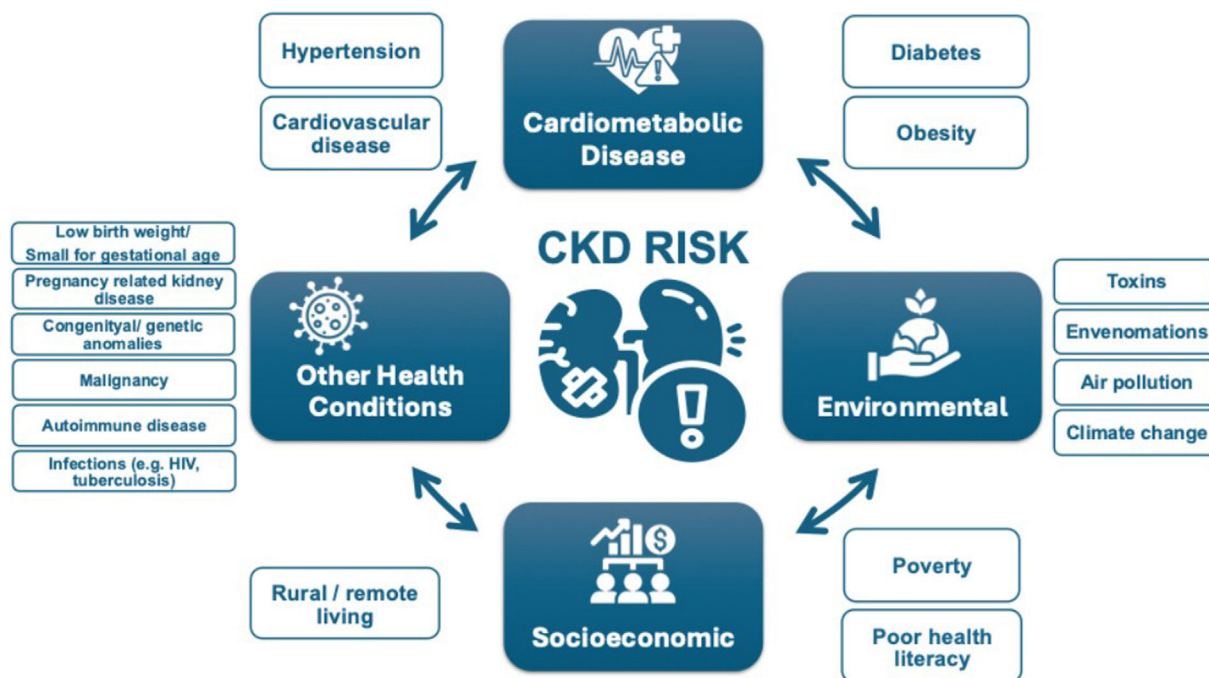 Hypertension
Cardiovascular
disease
Cardiometabolic
Disease
Diabetes
Obesity
CKD RISK
Low birth weight/
Small for gestational age
Pregnancy related kidney
disease
Congenityal/ genetic
anomalies
Malignancy
Autoimmune disease
Infections (e.g. HIV,
tuberculosis)
Other Health
Conditions
Environmental
Toxins
Envenomations
Air pollution
Climate change
Rural / remote
living
$
Socioeconomic
Poverty
Poor health
literacy